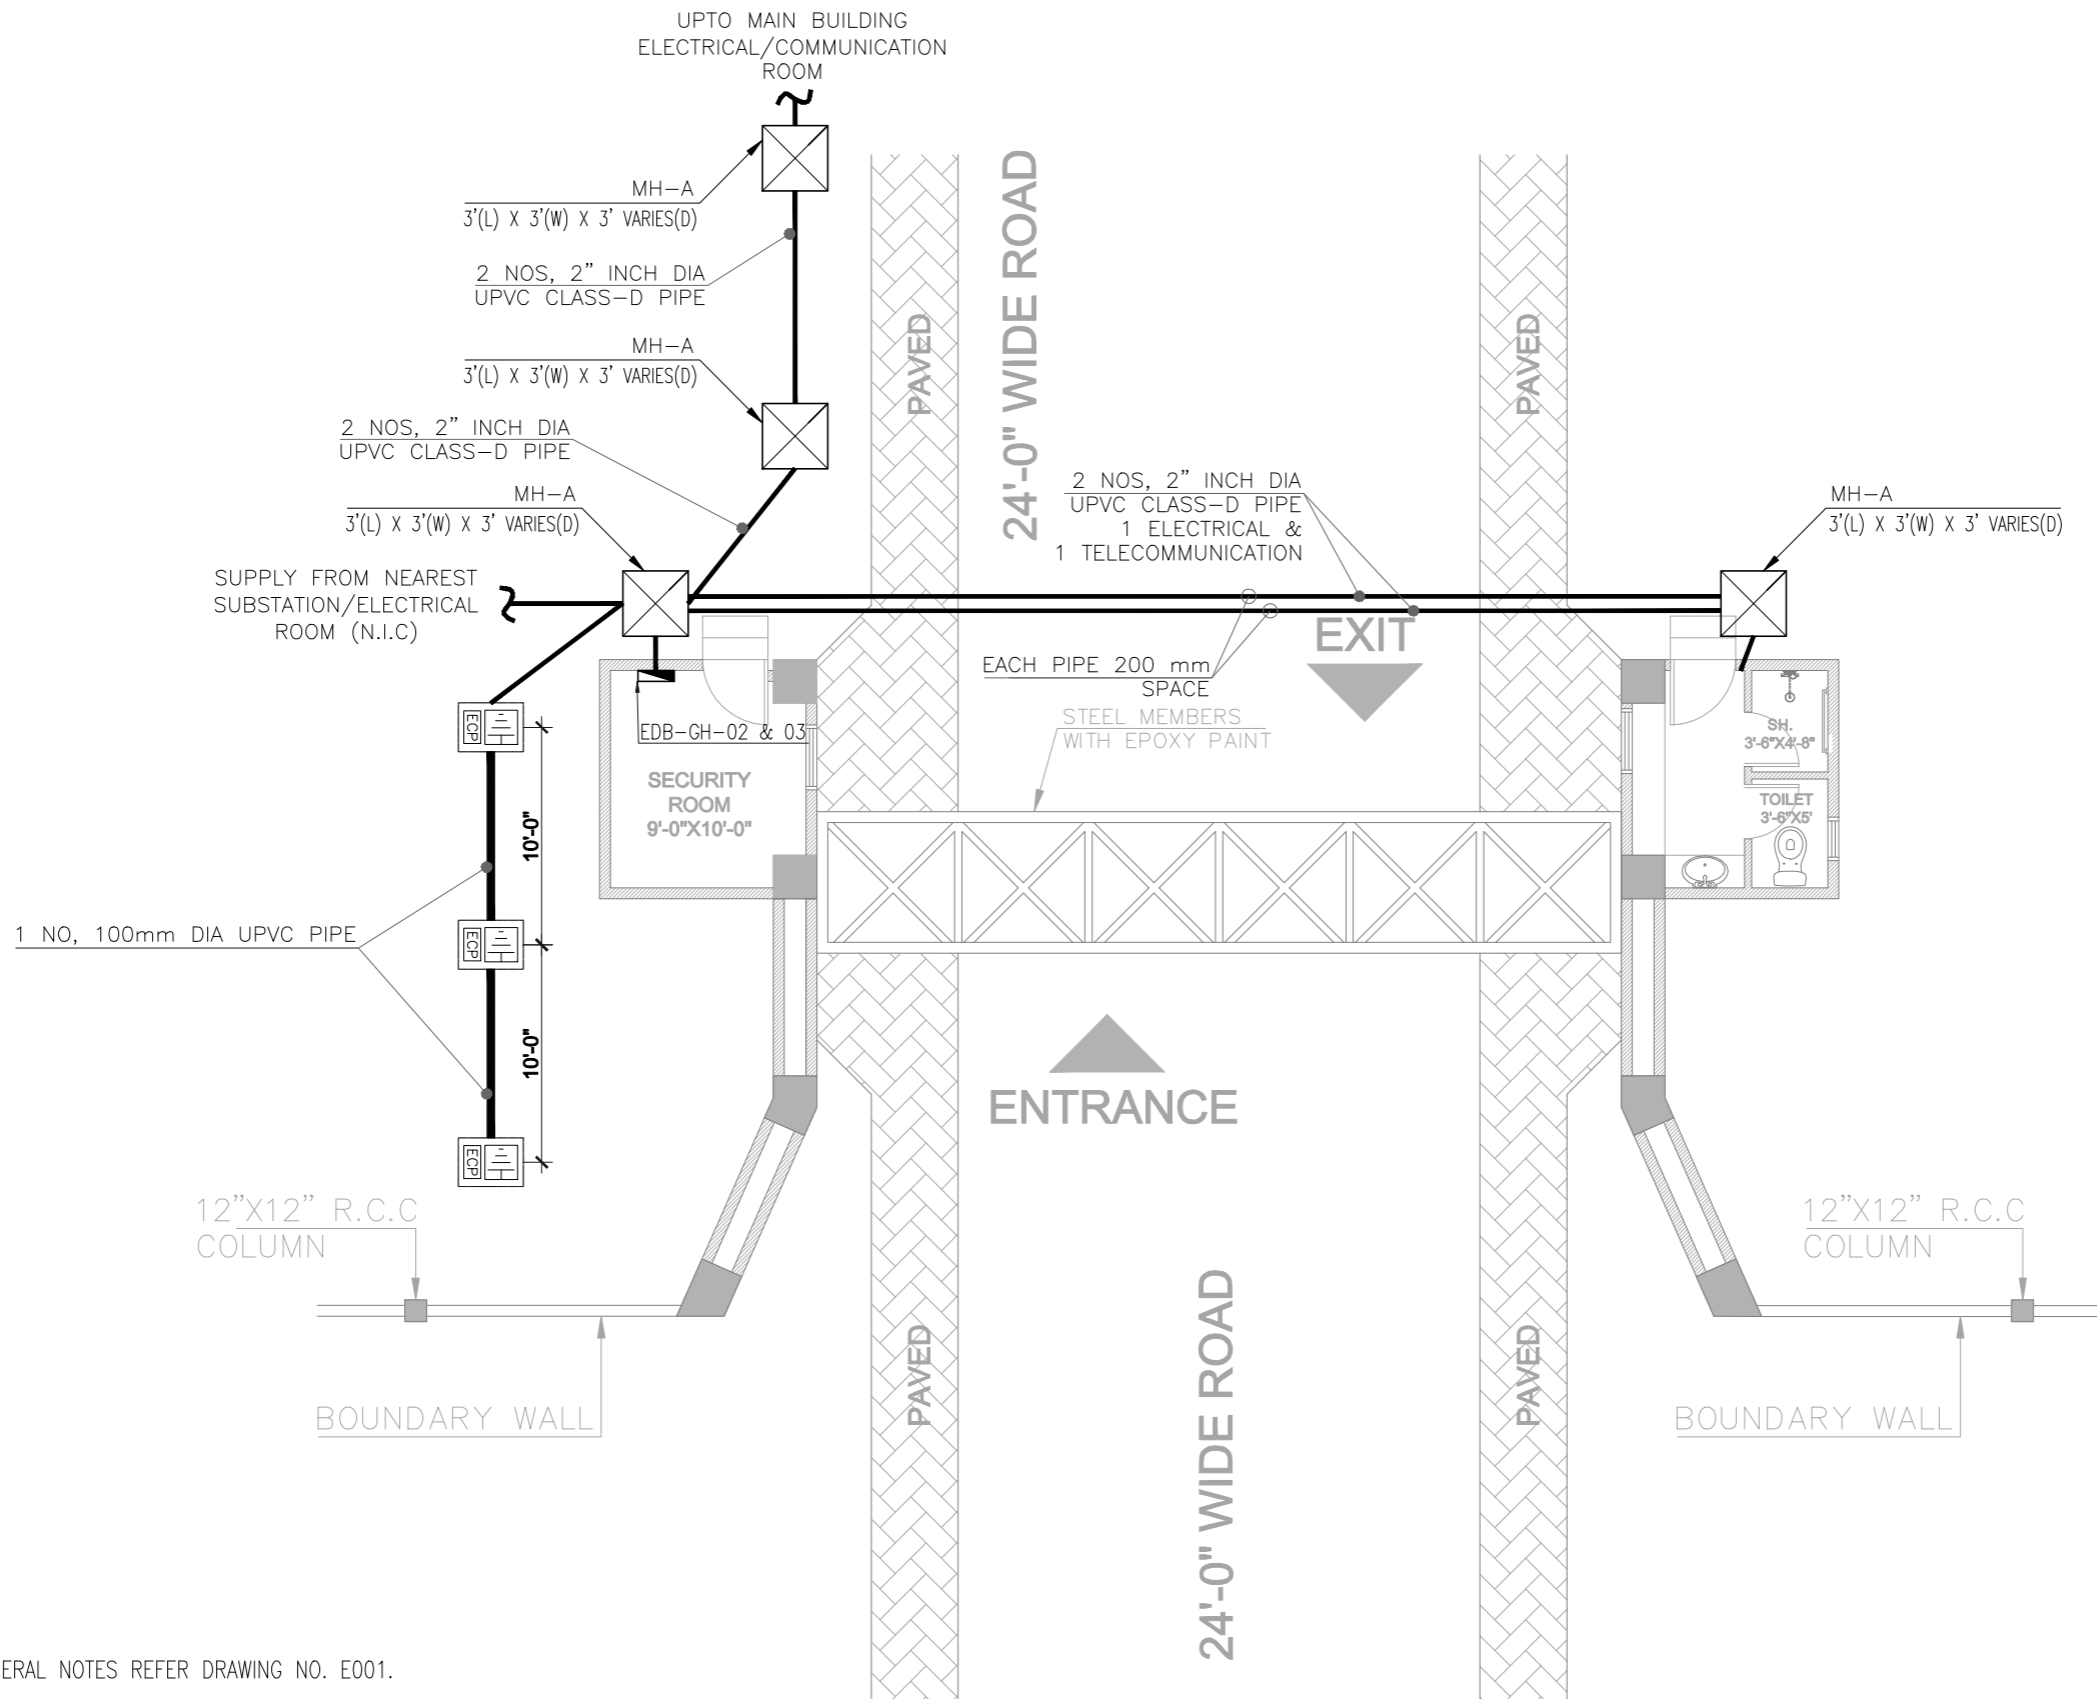 UPTO MAIN BUILDING
ELECTRICAL/COMMUNICATION
ROOM
MH-A
3'(L) X 3'(W) X 3' VARIES(D)
2 NOS, 2" INCH DIA
UPVC CLASS-D PIPE
MH-A
3'(L) X 3'(W) X 3' VARIES(D)
2 NOS, 2" INCH DIA
UPVC CLASS-D PIPE
MH-A
3'(L) X 3'(W) X 3' VARIES(D)
SUPPLY FROM NEAREST
SUBSTATION/ELECTRICAL
ROOM (N.I.C)
PAVED
24'-0" WIDE ROAD
PAVED
2 NOS, 2" INCH DIA
UPVC CLASS-D PIPE
1 ELECTRICAL &
1 TELECOMMUNICATION
MH-A
3'(L) X 3'(W) X 3' VARIES(D)
EXIT
EACH PIPE 200 mm
SPACE
STEEL MEMBERS
WITH EPOXY PAINT
EDB-GH-02 & 03
SECURITY
ROOM
9'-0"X10'-0"
SH.
3'-6"X4'-8"
TOILET
3'-6"X5'
ECP
10'-0"
ECP
10'-0"
ECP
1 NO, 100mm DIA UPVC PIPE
ENTRANCE
12"X12" R.C.C
COLUMN
12"X12" R.C.C
COLUMN
BOUNDARY WALL
PAVED
24'-0" WIDE ROAD
PAVED
BOUNDARY WALL
ERAL NOTES REFER DRAWING NO. E001.